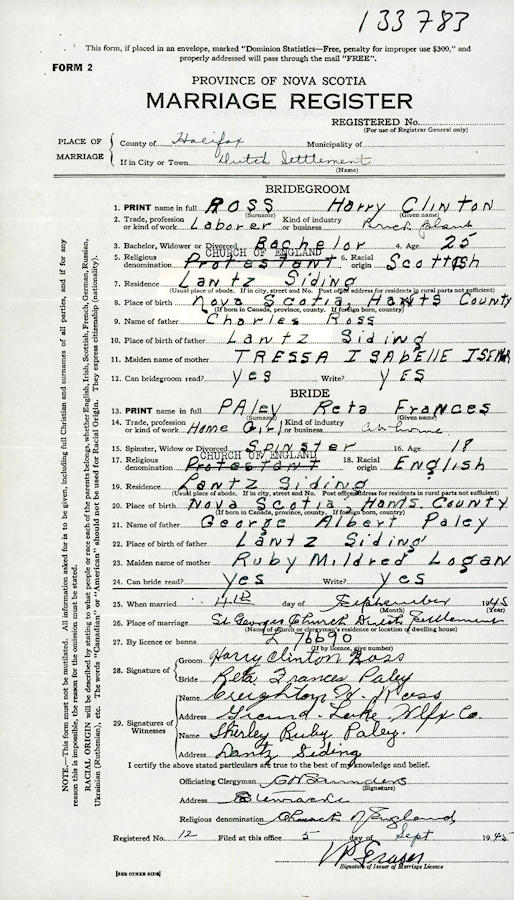 133783
This form, if placed in an envelope, marked "Dominion Statistics—Free, penalty for improper use $300," and
properly addressed will pass through the mail "FREE".
FORM 2
PROVINCE OF NOVA SCOTIA
MARRIAGE REGISTER
REGISTERED No.
(For use of Registrar General only)
PLACE OF MARRIAGE
County of Halifax Municipality of
If in City or Town Dutch Settlement
(Name)
BRIDEGROOM
1. PRINT name in full ROSS Harry Clinton
(Surname) (Given name)
2. Trade, profession or kind of work Laborer Kind of industry or business Brick
3. Bachelor, Widower or Divorced Bachelor 4. Age 25
CHURCH OF ENGLAND
5. Religious denomination Protestant 6. Racial origin Scottish
7. Residence Lantz Siding
(Usual place of abode. If in city, street and No. Post office address for residents in rural parts not sufficient)
8. Place of birth Nova Scotia Hants County
(If born in Canada, province, county. If foreign born, country)
9. Name of father Charles Ross
10. Place of birth of father Lantz Siding
11. Maiden name of mother TRESSA ISABELLE
12. Can bridegroom read? yes Write? yES
BRIDE
13. PRINT name in full PAley Reta Frances
(Surname) (Given name)
14. Trade, profession or kind of work Home Girl Kind of industry or business at home
15. Spinster, Widow or Divorced Spinster 16. Age 18
CHURCH OF ENGLAND
17. Religious denomination Protestant 18. Racial origin English
19. Residence Lantz Siding
(Usual place of abode. If in city, street and No. Post office address for residents in rural parts not sufficient)
20. Place of birth Nova Scotia Hants County
(If born in Canada, province, county. If foreign born, country)
21. Name of father George Albert Paley
22. Place of birth of father Lantz Siding
23. Maiden name of mother Ruby Mildred Logan
24. Can bride read? Yes Write? yes
25. When married 4th day of September 1945
(Month) (Year)
26. Place of marriage St Georges Church Dutch Settlement
(Name of church or clergyman's residence or location of dwelling house)
27. By licence or banns L 76690
(If by licence, give number)
28. Signature of Groom Harry Clinton Ross
Bride Reta Frances Paley
29. Signatures of Witnesses
Name Creighton W. Ross
Address Grand Lake Hlfx Co.
Name Shirley Ruby Paley
Address Lantz Siding
I certify the above stated particulars are true to the best of my knowledge and belief.
Officiating Clergyman
(Signature)
Address
Religious denomination Church of England
Registered No. 12 Filed at this office 5 day of Sept 1945
Fraser
Signature of Issuer of Marriage Licence
[SEE OTHER SIDE]
NOTE.—This form must not be mutilated. All information asked for is to be given, including full Christian and surnames of all parties, and if for any
reason this is impossible, the reason for the omission must be stated.
RACIAL ORIGIN will be described by stating to what people or race each of the parents belongs, whether English, Irish, Scottish, French, German, Russian,
Ukrainian (Ruthenian), etc. The words "Canadian" or "American" should not be used for Racial Origin. They express citizenship (nationality).